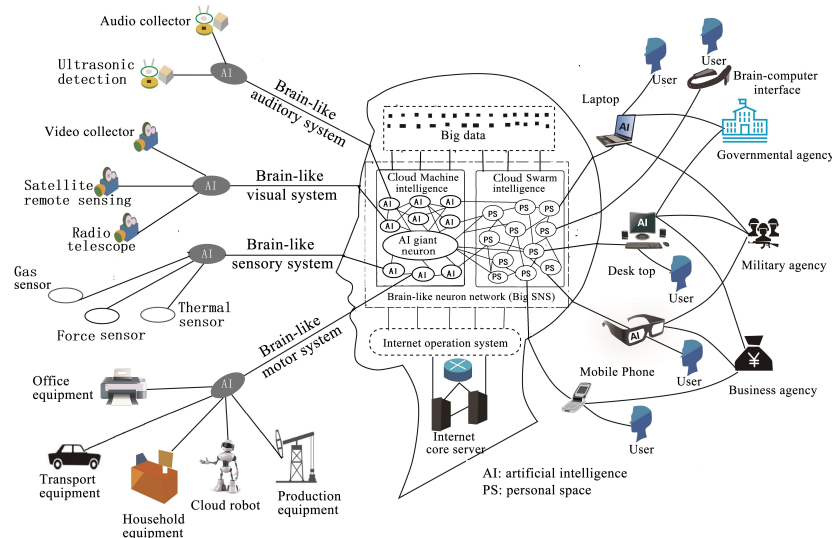 Audio collector
Ultrasonic
detection
AI
Brain-like
auditory system
Video collector
Satellite
remote sensing
Radio
telescope
AI
Brain-like
visual system
Gas
sensor
Force sensor
Thermal
sensor
AI
Brain-like
sensory system
Office
equipment
Transport
equipment
Household
equipment
Cloud robot
Production
equipment
AI
Brain-like
motor system
Big data
Cloud Machine
intelligence
AI
AI
AI
AI
AI
AI
AI giant
neuron
AI
AI
AI
Cloud Swarm
intelligence
PS
PS
PS
PS
PS
PS
PS
PS
PS
PS
Brain-like neuron network (Big SNS)
Internet operation system
Internet
core server
AI: artificial intelligence
PS: personal space
User
User
Laptop
AI
Brain-computer
interface
Governmental agency
AI
Desk top
User
Military agency
AI
Mobile Phone
User
¥
Business agency
User